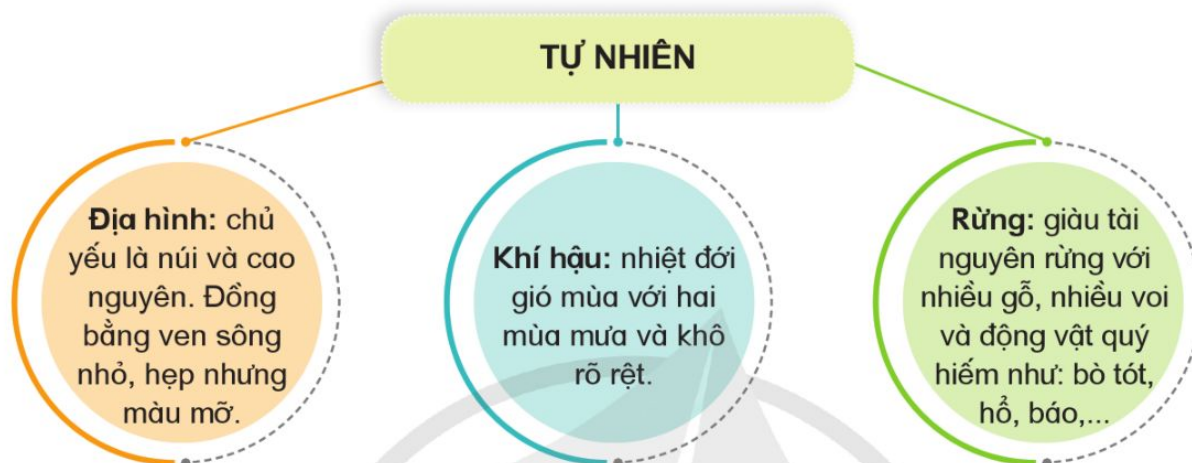 TỰ NHIÊN
Địa hình: chủ
yếu là núi và cao
nguyên. Đồng
bằng ven sông
nhỏ, hẹp nhưng
màu mỡ.
Khí hậu: nhiệt đới
gió mùa với hai
mùa mưa và khô
rõ rệt.
Rừng: giàu tài
nguyên rừng với
nhiều gỗ, nhiều voi
và động vật quý
hiếm như: bò tót,
hổ, báo,...